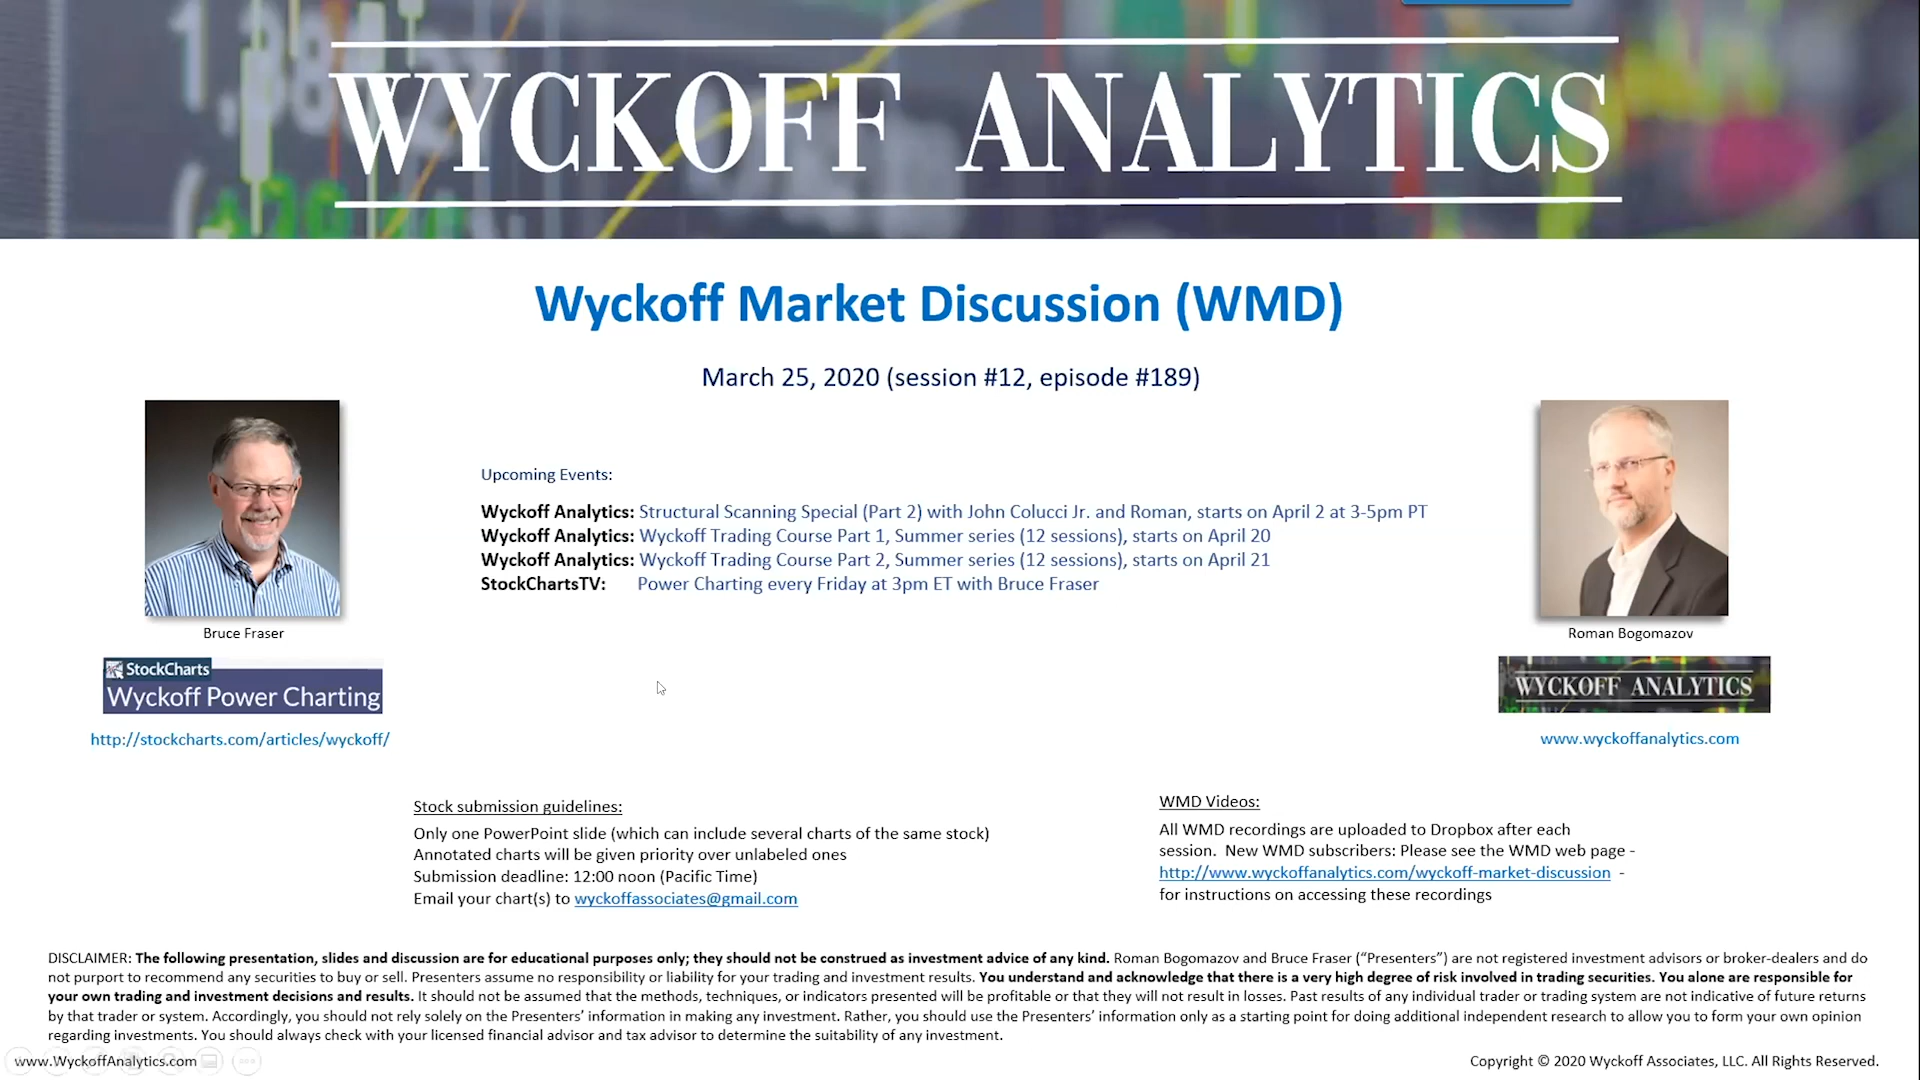 WYCKOFF ANALYTICS
Wyckoff Market Discussion (WMD)
March 25, 2020 (session #12, episode #189)
Upcoming Events:
Wyckoff Analytics: Structural Scanning Special (Part 2) with John Colucci Jr. and Roman, starts on April 2 at 3-5pm PT
Wyckoff Analytics: Wyckoff Trading Course Part 1, Summer series (12 sessions), starts on April 20
Wyckoff Analytics: Wyckoff Trading Course Part 2, Summer series (12 sessions), starts on April 21
StockChartsTV: Power Charting every Friday at 3pm ET with Bruce Fraser
Bruce Fraser
StockCharts
Wyckoff Power Charting
http://stockcharts.com/articles/wyckoff/
Roman Bogomazov
WYCKOFF ANALYTICS
www.wyckoffanalytics.com
Stock submission guidelines:
Only one PowerPoint slide (which can include several charts of the same stock)
Annotated charts will be given priority over unlabeled ones
Submission deadline: 12:00 noon (Pacific Time)
Email your chart(s) to wyckoffassociates@gmail.com
WMD Videos:
All WMD recordings are uploaded to Dropbox after each
session. New WMD subscribers: Please see the WMD web page -
http://www.wyckoffanalytics.com/wyckoff-market-discussion -
for instructions on accessing these recordings
DISCLAIMER: The following presentation, slides and discussion are for educational purposes only; they should not be construed as investment advice of any kind. Roman Bogomazov and Bruce Fraser (“Presenters”) are not registered investment advisors or broker-dealers and do
not purport to recommend any securities to buy or sell. Presenters assume no responsibility or liability for your trading and investment results. You understand and acknowledge that there is a very high degree of risk involved in trading securities. You alone are responsible for
your own trading and investment decisions and results. It should not be assumed that the methods, techniques, or indicators presented will be profitable or that they will not result in losses. Past results of any individual trader or trading system are not indicative of future returns
by that trader or system. Accordingly, you should not rely solely on the Presenters’ information in making any investment. Rather, you should use the Presenters’ information only as a starting point for doing additional independent research to allow you to form your own opinion
regarding investments. You should always check with your licensed financial advisor and tax advisor to determine the suitability of any investment.
www.WyckoffAnalytics.com
Copyright © 2020 Wyckoff Associates, LLC. All Rights Reserved.